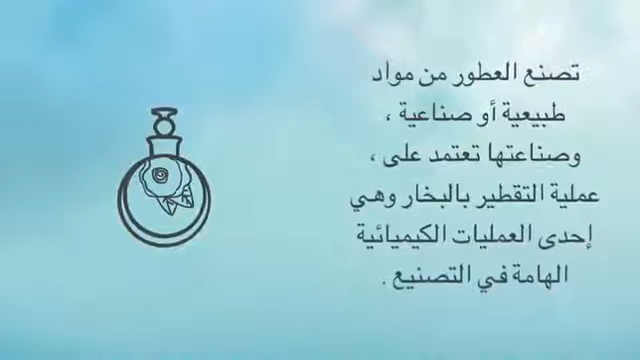 تصنع العطور من مواد
طبيعية أو صناعية ،
وصناعتها تعتمد على ،
عملية التقطير بالبخار وهي
إحدى العمليات الكيميائية
الهامة في التصنيع .